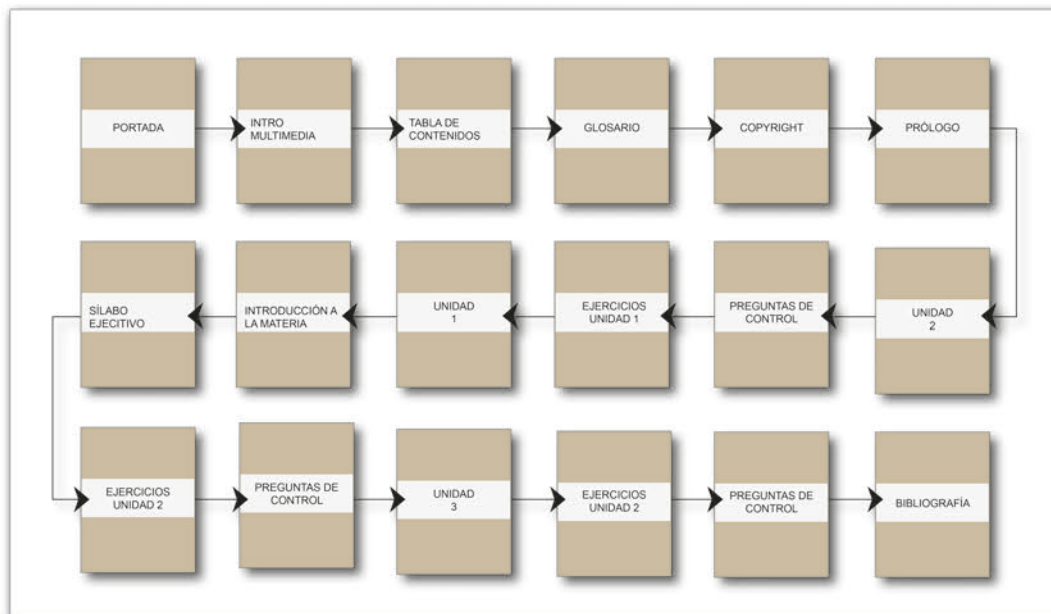 PORTADA
INTRO
MULTIMEDIA
TABLA DE
CONTENIDOS
GLOSARIO
COPYRIGHT
PRÓLOGO
SÍLABO
EJECITIVO
INTRODUCCIÓN A
LA MATERIA
UNIDAD
1
EJERCICIOS
UNIDAD 1
PREGUNTAS DE
CONTROL
UNIDAD
2
EJERCICIOS
UNIDAD 2
PREGUNTAS DE
CONTROL
UNIDAD
3
EJERCICIOS
UNIDAD 2
PREGUNTAS DE
CONTROL
BIBLIOGRAFÍA